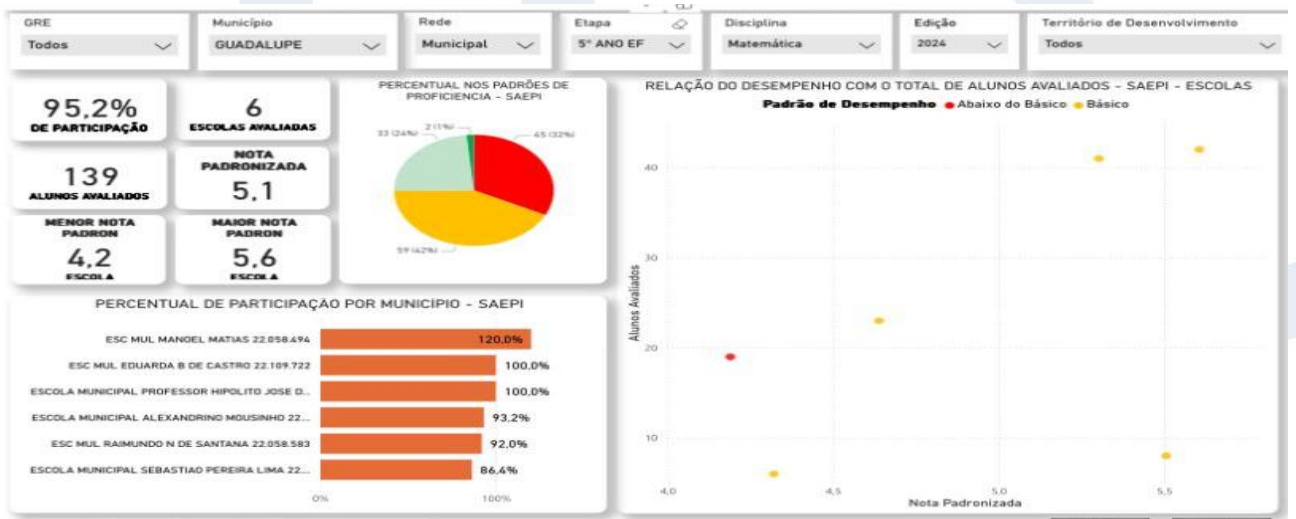 GRE
Todos
Município
GUADALUPE
Rede
Municipal
Etapa
5° ANO EF
Disciplina
Matemática
Edição
2024
Território de Desenvolvimento
Todos
95,2%
DE PARTICIPAÇÃO
6
ESCOLAS AVALIADAS
139
ALUNOS AVALIADOS
NOTA
PADRONIZADA
5,1
MENOR NOTA
PADRON
4,2
ESCOLA
MAIOR NOTA
PADRON
5,6
ESCOLA
PERCENTUAL NOS PADRÕES DE
PROFICIENCIA - SAEPI
33 (24%)
2 (1%)
45 (32%)
59 (42%)
PERCENTUAL DE PARTICIPAÇÃO POR MUNICÍPIO - SAEPI
ESC MUL MANOEL MATIAS 22.058.494
120,0%
ESC MUL EDUARDA B DE CASTRO 22.109.722
100,0%
ESCOLA MUNICIPAL PROFESSOR HIPOLITO JOSE D...
100,0%
ESCOLA MUNICIPAL ALEXANDRINO MOUSINHO 22...
93,2%
ESC MUL RAIMUNDO N DE SANTANA 22.058.583
92,0%
ESCOLA MUNICIPAL SEBASTIAO PEREIRA LIMA 22...
86,4%
0%
100%
RELAÇÃO DO DESEMPENHO COM O TOTAL DE ALUNOS AVALIADOS - SAEPI - ESCOLAS
Padrão de Desempenho Abaixo do Básico Básico
Alunos Avaliados
40
30
20
10
4,0
4,5
5,0
5,5
Nota Padronizada